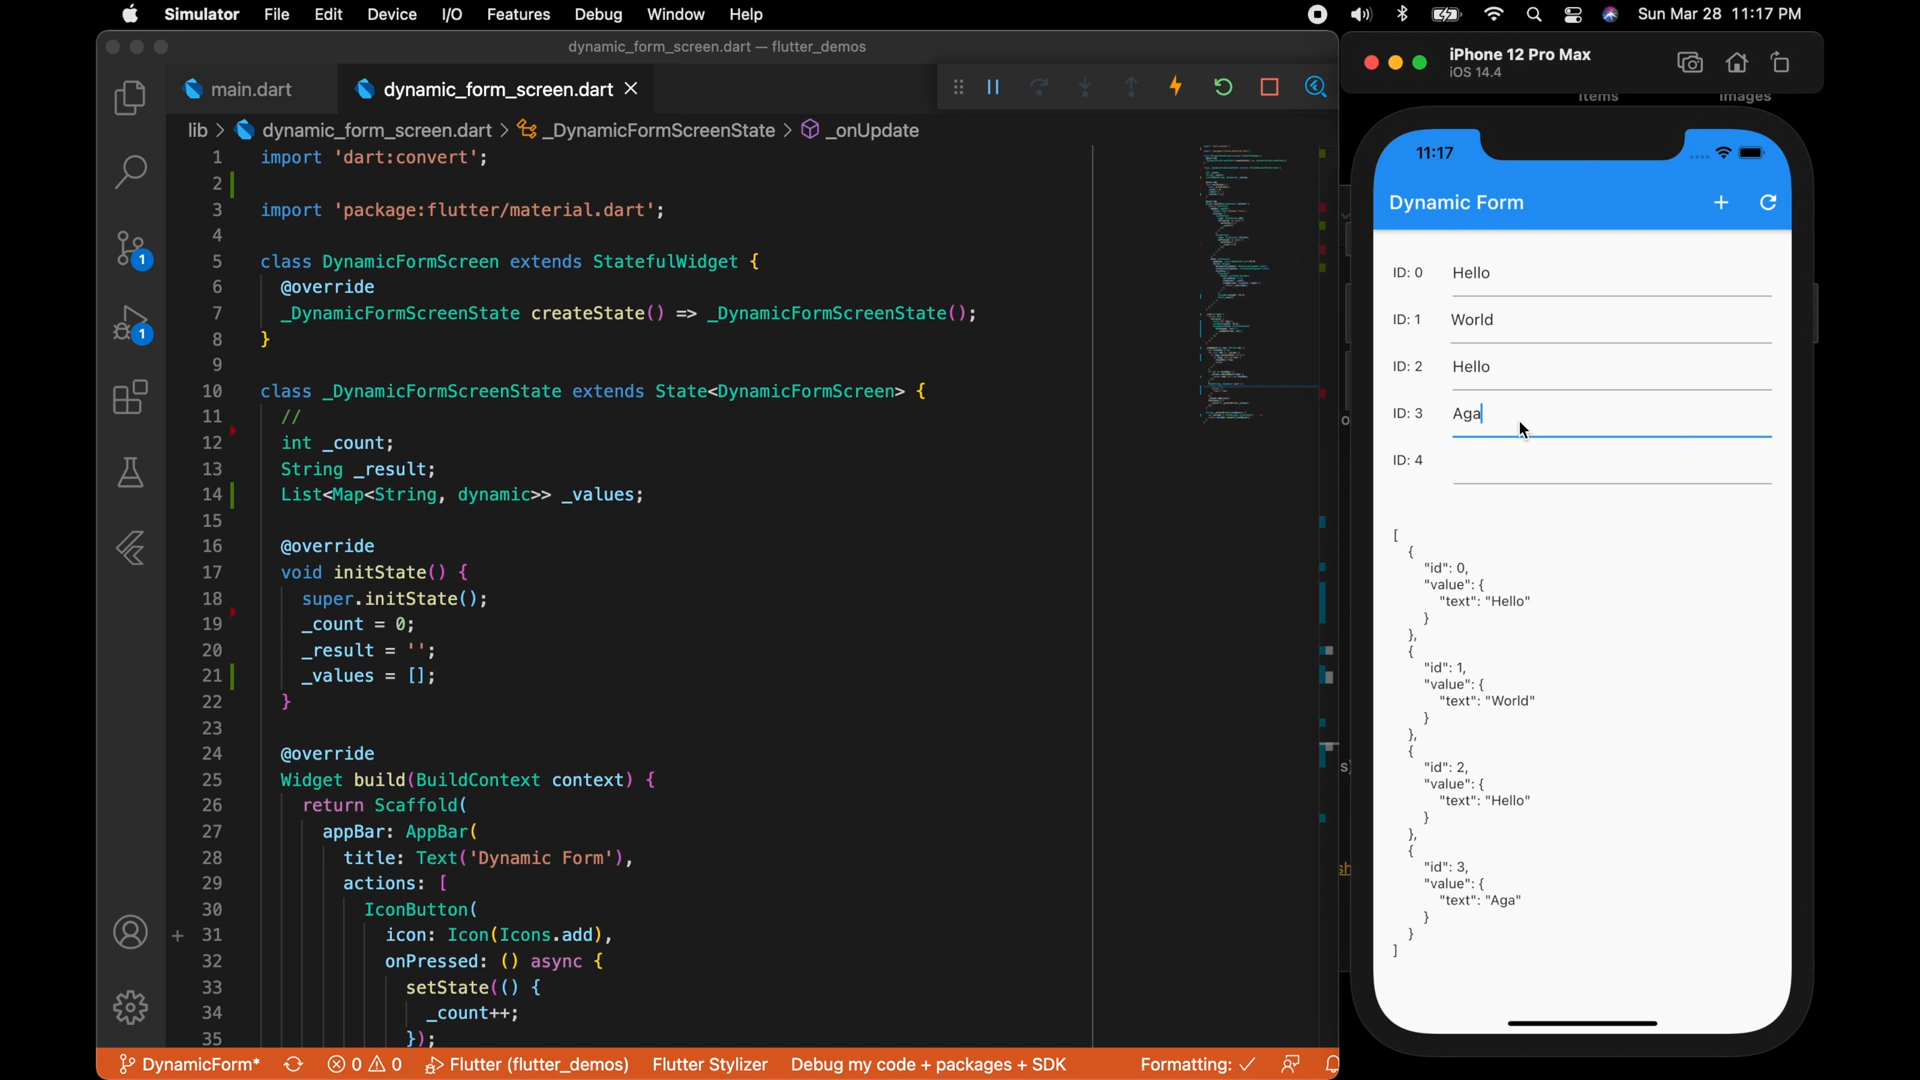 Simulator File Edit Device I/O Features Debug Window Help Sun Mar 28 11:17 PM
dynamic_form_screen.dart — flutter_demos
main.dart dynamic_form_screen.dart
lib > dynamic_form_screen.dart > _DynamicFormScreenState > _onUpdate
1 import 'dart:convert';
2
3 import 'package:flutter/material.dart';
4
5 class DynamicFormScreen extends StatefulWidget {
6 @override
7 _DynamicFormScreenState createState() => _DynamicFormScreenState();
8 }
9
10 class _DynamicFormScreenState extends State<DynamicFormScreen> {
11 //
12 int _count;
13 String _result;
14 List<Map<String, dynamic>> _values;
15
16 @override
17 void initState() {
18 super.initState();
19 _count = 0;
20 _result = '';
21 _values = [];
22 }
23
24 @override
25 Widget build(BuildContext context) {
26 return Scaffold(
27 appBar: AppBar(
28 title: Text('Dynamic Form'),
29 actions: [
30 IconButton(
31 icon: Icon(Icons.add),
32 onPressed: () async {
33 setState(() {
34 _count++;
35 });
1
1
DynamicForm* 0 0 Flutter (flutter_demos) Flutter Stylizer Debug my code + packages + SDK Formatting: ✓
iPhone 12 Pro Max
iOS 14.4
Items Images
11:17
Dynamic Form
ID: 0 Hello
ID: 1 World
ID: 2 Hello
ID: 3 Aga
ID: 4
[
{
"id": 0,
"value": {
"text": "Hello"
}
},
{
"id": 1,
"value": {
"text": "World"
}
},
{
"id": 2,
"value": {
"text": "Hello"
}
},
{
"id": 3,
"value": {
"text": "Aga"
}
}
]